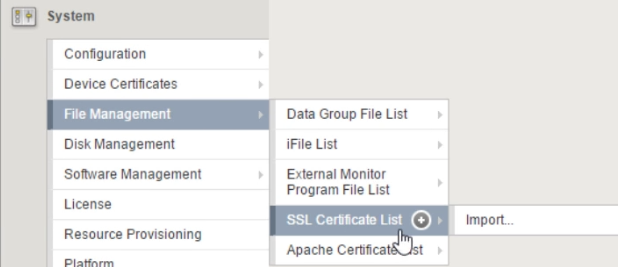 System
Configuration
Device Certificates
File Management
Disk Management
Software Management
License
Resource Provisioning
Platform
Data Group File List
iFile List
External Monitor
Program File List
SSL Certificate List
Apache Certificate List
Import...